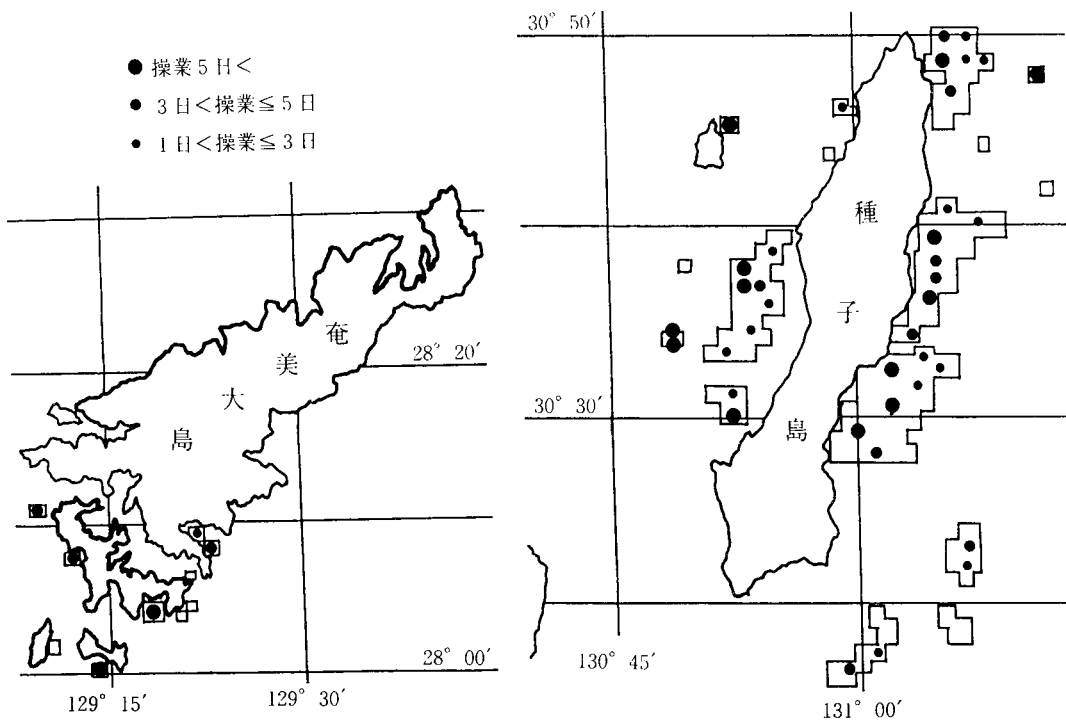 操業5日<
3日<操業≦5日
1日<操業≦3日
奄
美
大
島
28° 20′
28° 00′
129° 15′
129° 30′
30° 50′
種
子
島
30° 30′
130° 45′
131° 00′